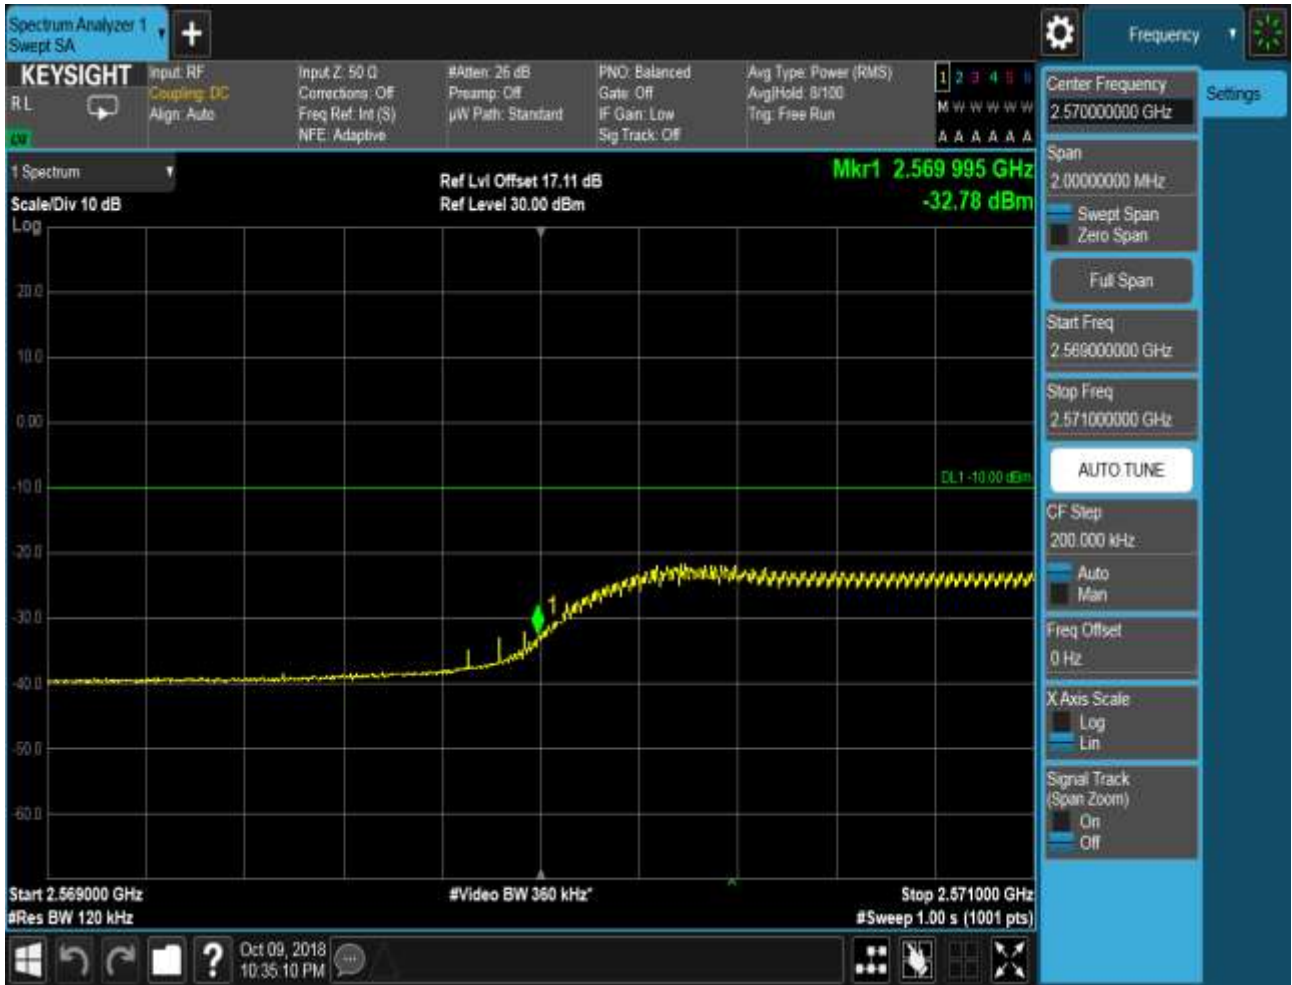 Spectrum Analyzer 1
Swept SA
Frequency
KEYSIGHT
R L
Input: RF
Coupling: DC
Align: Auto
Input Z: 50 Ω
Corrections: Off
Freq Ref: Int (S)
NFE: Adaptive
#Atten: 26 dB
Preamp: Off
µW Path: Standard
PNO: Balanced
Gate: Off
IF Gain: Low
Sig Track: Off
Avg Type: Power (RMS)
Avg|Hold: 8/100
Trig: Free Run
1 2 3 4 5 6
M W W W W W
A A A A A A
1 Spectrum
Scale/Div 10 dB
Ref Lvl Offset 17.11 dB
Ref Level 30.00 dBm
Mkr1 2.569 995 GHz
-32.78 dBm
Log
20.0
10.0
0.00
-10.0
-20.0
-30.0
-40.0
-50.0
-60.0
DL1 -10.00 dBm
1
Start 2.569000 GHz
#Video BW 360 kHz*
Stop 2.571000 GHz
#Res BW 120 kHz
#Sweep 1.00 s (1001 pts)
Center Frequency
2.570000000 GHz
Settings
Span
2.00000000 MHz
Swept Span
Zero Span
Full Span
Start Freq
2.569000000 GHz
Stop Freq
2.571000000 GHz
AUTO TUNE
CF Step
200.000 kHz
Auto
Man
Freq Offset
0 Hz
X Axis Scale
Log
Lin
Signal Track
(Span Zoom)
On
Off
?
Oct 09, 2018
10:35:10 PM